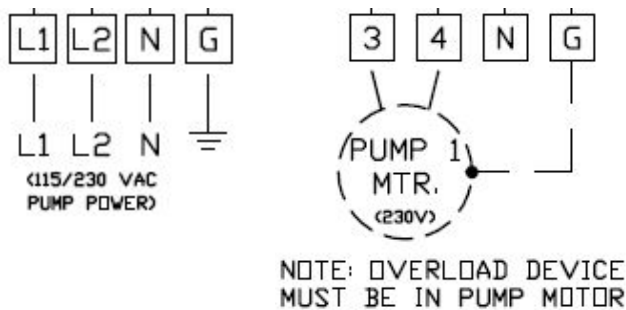 L1 L2 N G
L1 L2 N
(115/230 VAC
PUMP POWER)
3 4 N G
PUMP 1
MTR.
(230V)
NOTE: OVERLOAD DEVICE
MUST BE IN PUMP MOTOR